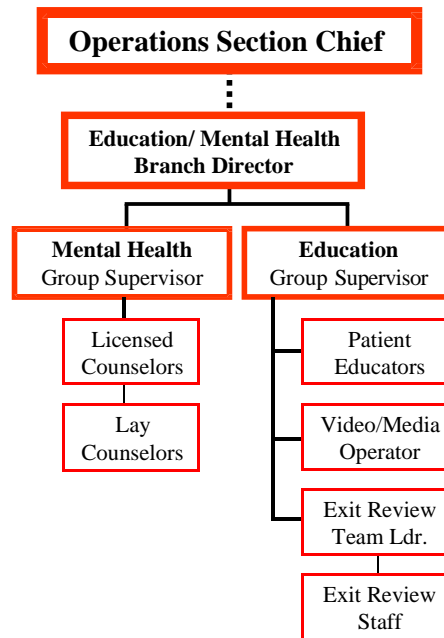 Operations Section Chief
Education/ Mental Health
Branch Director
Mental Health
Group Supervisor
Education
Group Supervisor
Licensed
Counselors
Lay
Counselors
Patient
Educators
Video/Media
Operator
Exit Review
Team Ldr.
Exit Review
Staff